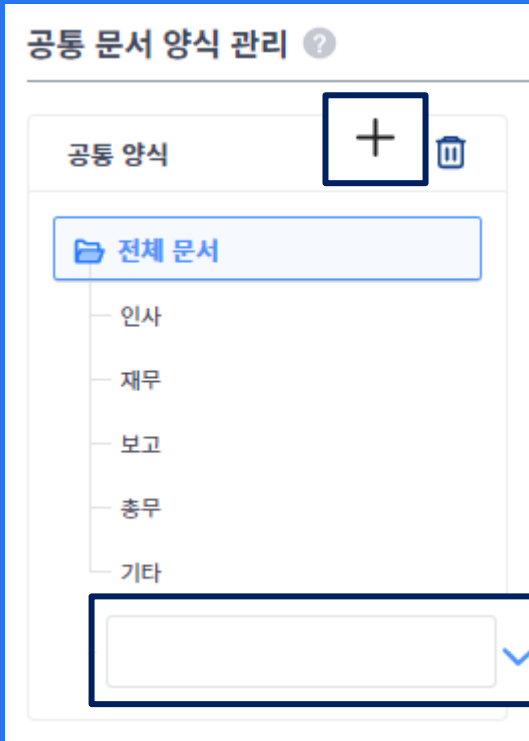 공통 문서 양식 관리 ?
공통 양식
전체 문서
인사
재무
보고
총무
기타